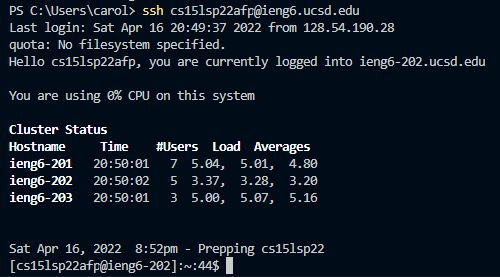 PS C:\Users\carol> ssh cs15lsp22afp@ieng6.ucsd.edu
Last login: Sat Apr 16 20:49:37 2022 from 128.54.190.28
quota: No filesystem specified.
Hello cs15lsp22afp, you are currently logged into ieng6-202.ucsd.edu
You are using 0% CPU on this system
Cluster Status
Hostname     Time    #Users  Load  Averages
ieng6-201   20:50:01   7  5.04,  5.01,  4.80
ieng6-202   20:50:02   5  3.37,  3.28,  3.20
ieng6-203   20:50:01   3  5.00,  5.07,  5.16
Sat Apr 16, 2022  8:52pm - Prepping cs15lsp22
[cs15lsp22afp@ieng6-202]:~:44$